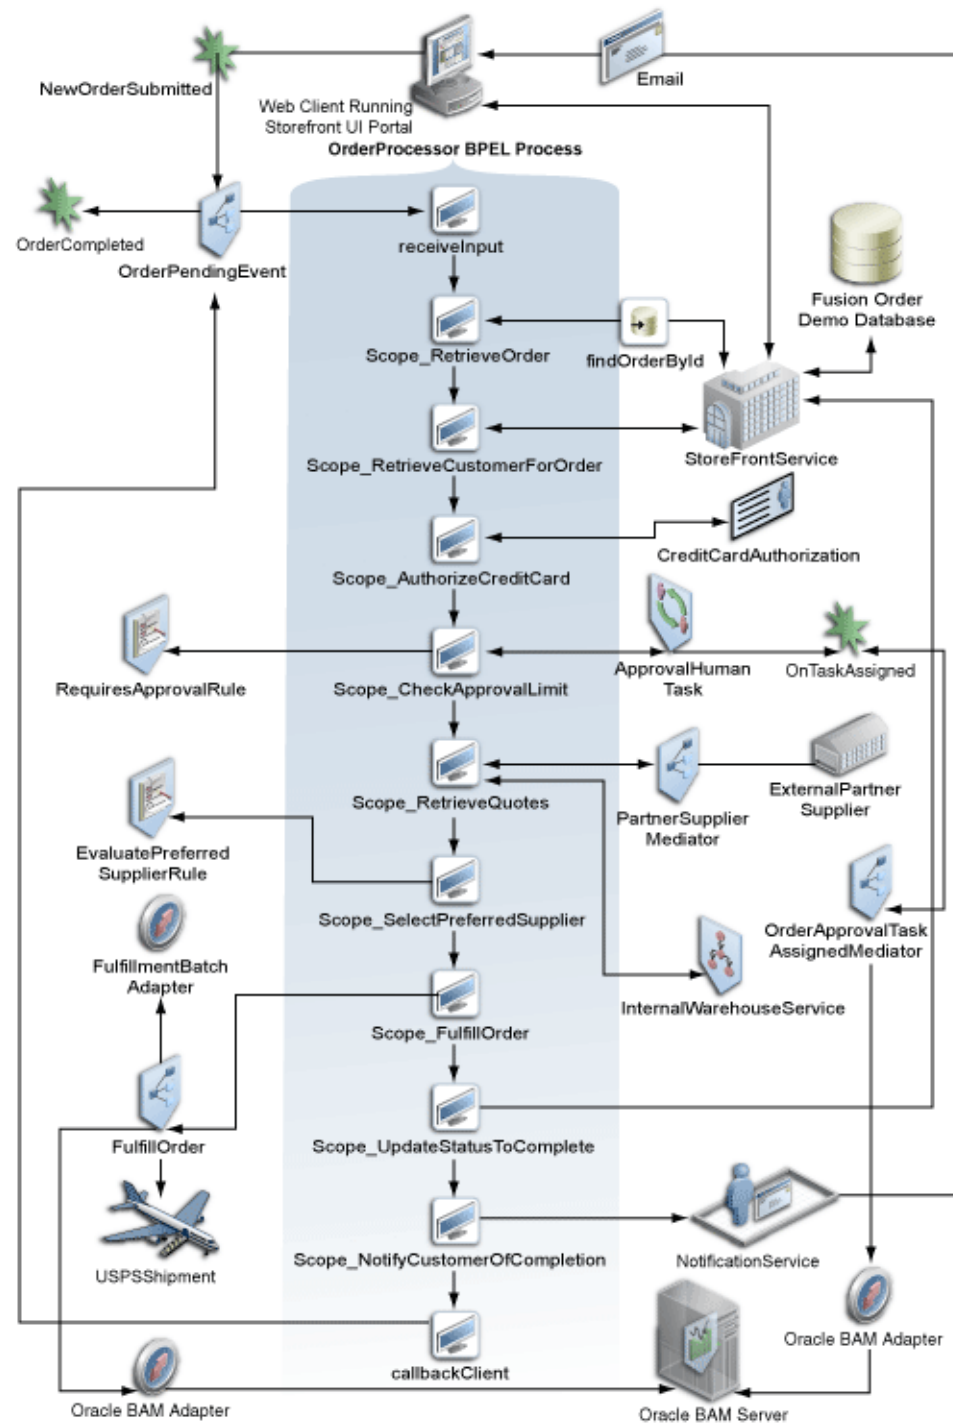 Email
NewOrderSubmitted
Web Client Running
Storefront UI Portal
OrderProcessor BPEL Process
OrderCompleted
OrderPendingEvent
receiveInput
Fusion Order
Demo Database
Scope_RetrieveOrder
findOrderById
Scope_RetrieveCustomerForOrder
StoreFrontService
Scope_AuthorizeCreditCard
CreditCardAuthorization
RequiresApprovalRule
Scope_CheckApprovalLimit
ApprovalHuman
Task
OnTaskAssigned
Scope_RetrieveQuotes
PartnerSupplier
Mediator
ExternalPartner
Supplier
EvaluatePreferred
SupplierRule
Scope_SelectPreferredSupplier
OrderApprovalTask
AssignedMediator
FulfillmentBatch
Adapter
InternalWarehouseService
Scope_FulfillOrder
FulfillOrder
Scope_UpdateStatusToComplete
USPSShipment
Scope_NotifyCustomerOfCompletion
NotificationService
Oracle BAM Adapter
callbackClient
Oracle BAM Adapter
Oracle BAM Server